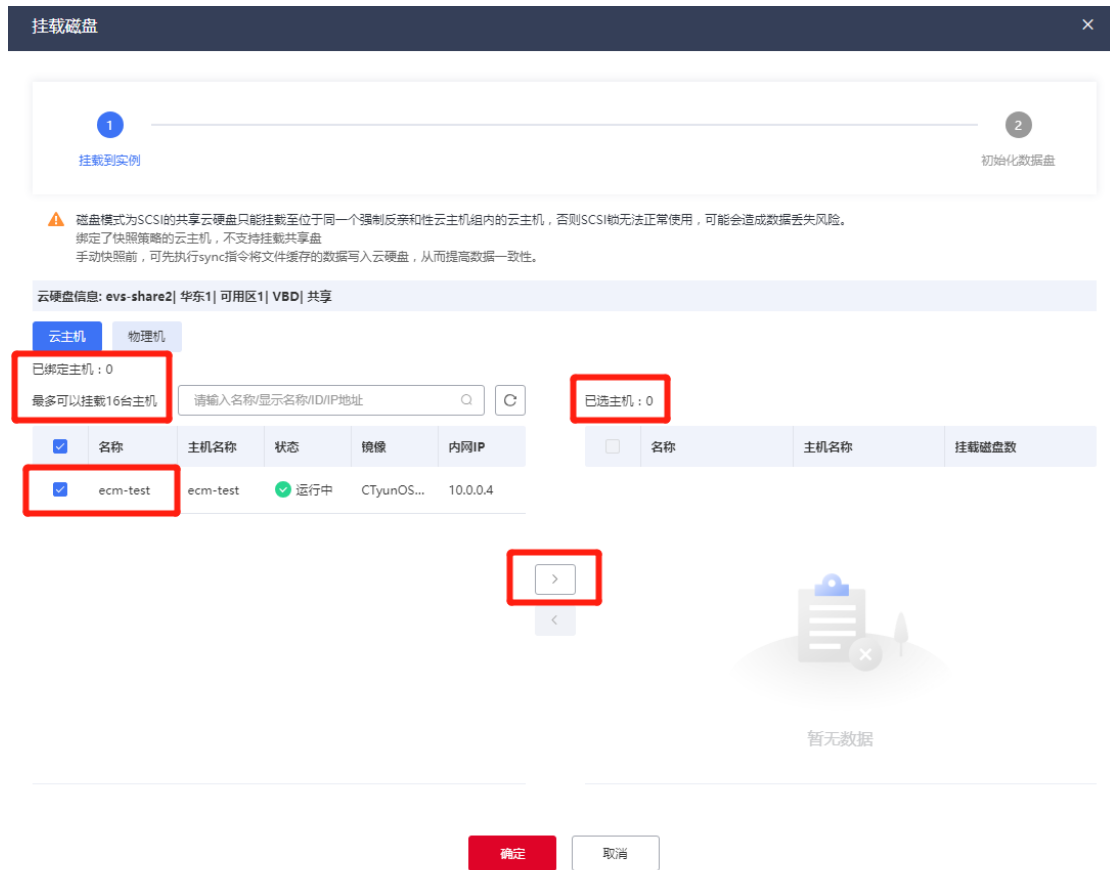 挂载磁盘
1
2
挂载到实例
初始化数据盘
磁盘模式为SCSI的共享云硬盘只能挂载至位于同一个强制反亲和性云主机组内的云主机，否则SCSI锁无法正常使用，可能会造成数据丢失风险。
绑定了快照策略的云主机，不支持挂载共享盘
手动快照前，可先执行sync指令将文件缓存的数据写入云硬盘，从而提高数据一致性。
云硬盘信息: evs-share2| 华东1| 可用区1| VBD| 共享
云主机 物理机
已绑定主机：0
最多可以挂载16台主机 请输入名称/显示名称/ID/IP地址 已选主机：0
名称 主机名称 状态 镜像 内网IP 名称 主机名称 挂载磁盘数
ecm-test ecm-test 运行中 CTyunOS... 10.0.0.4
暂无数据
确定 取消